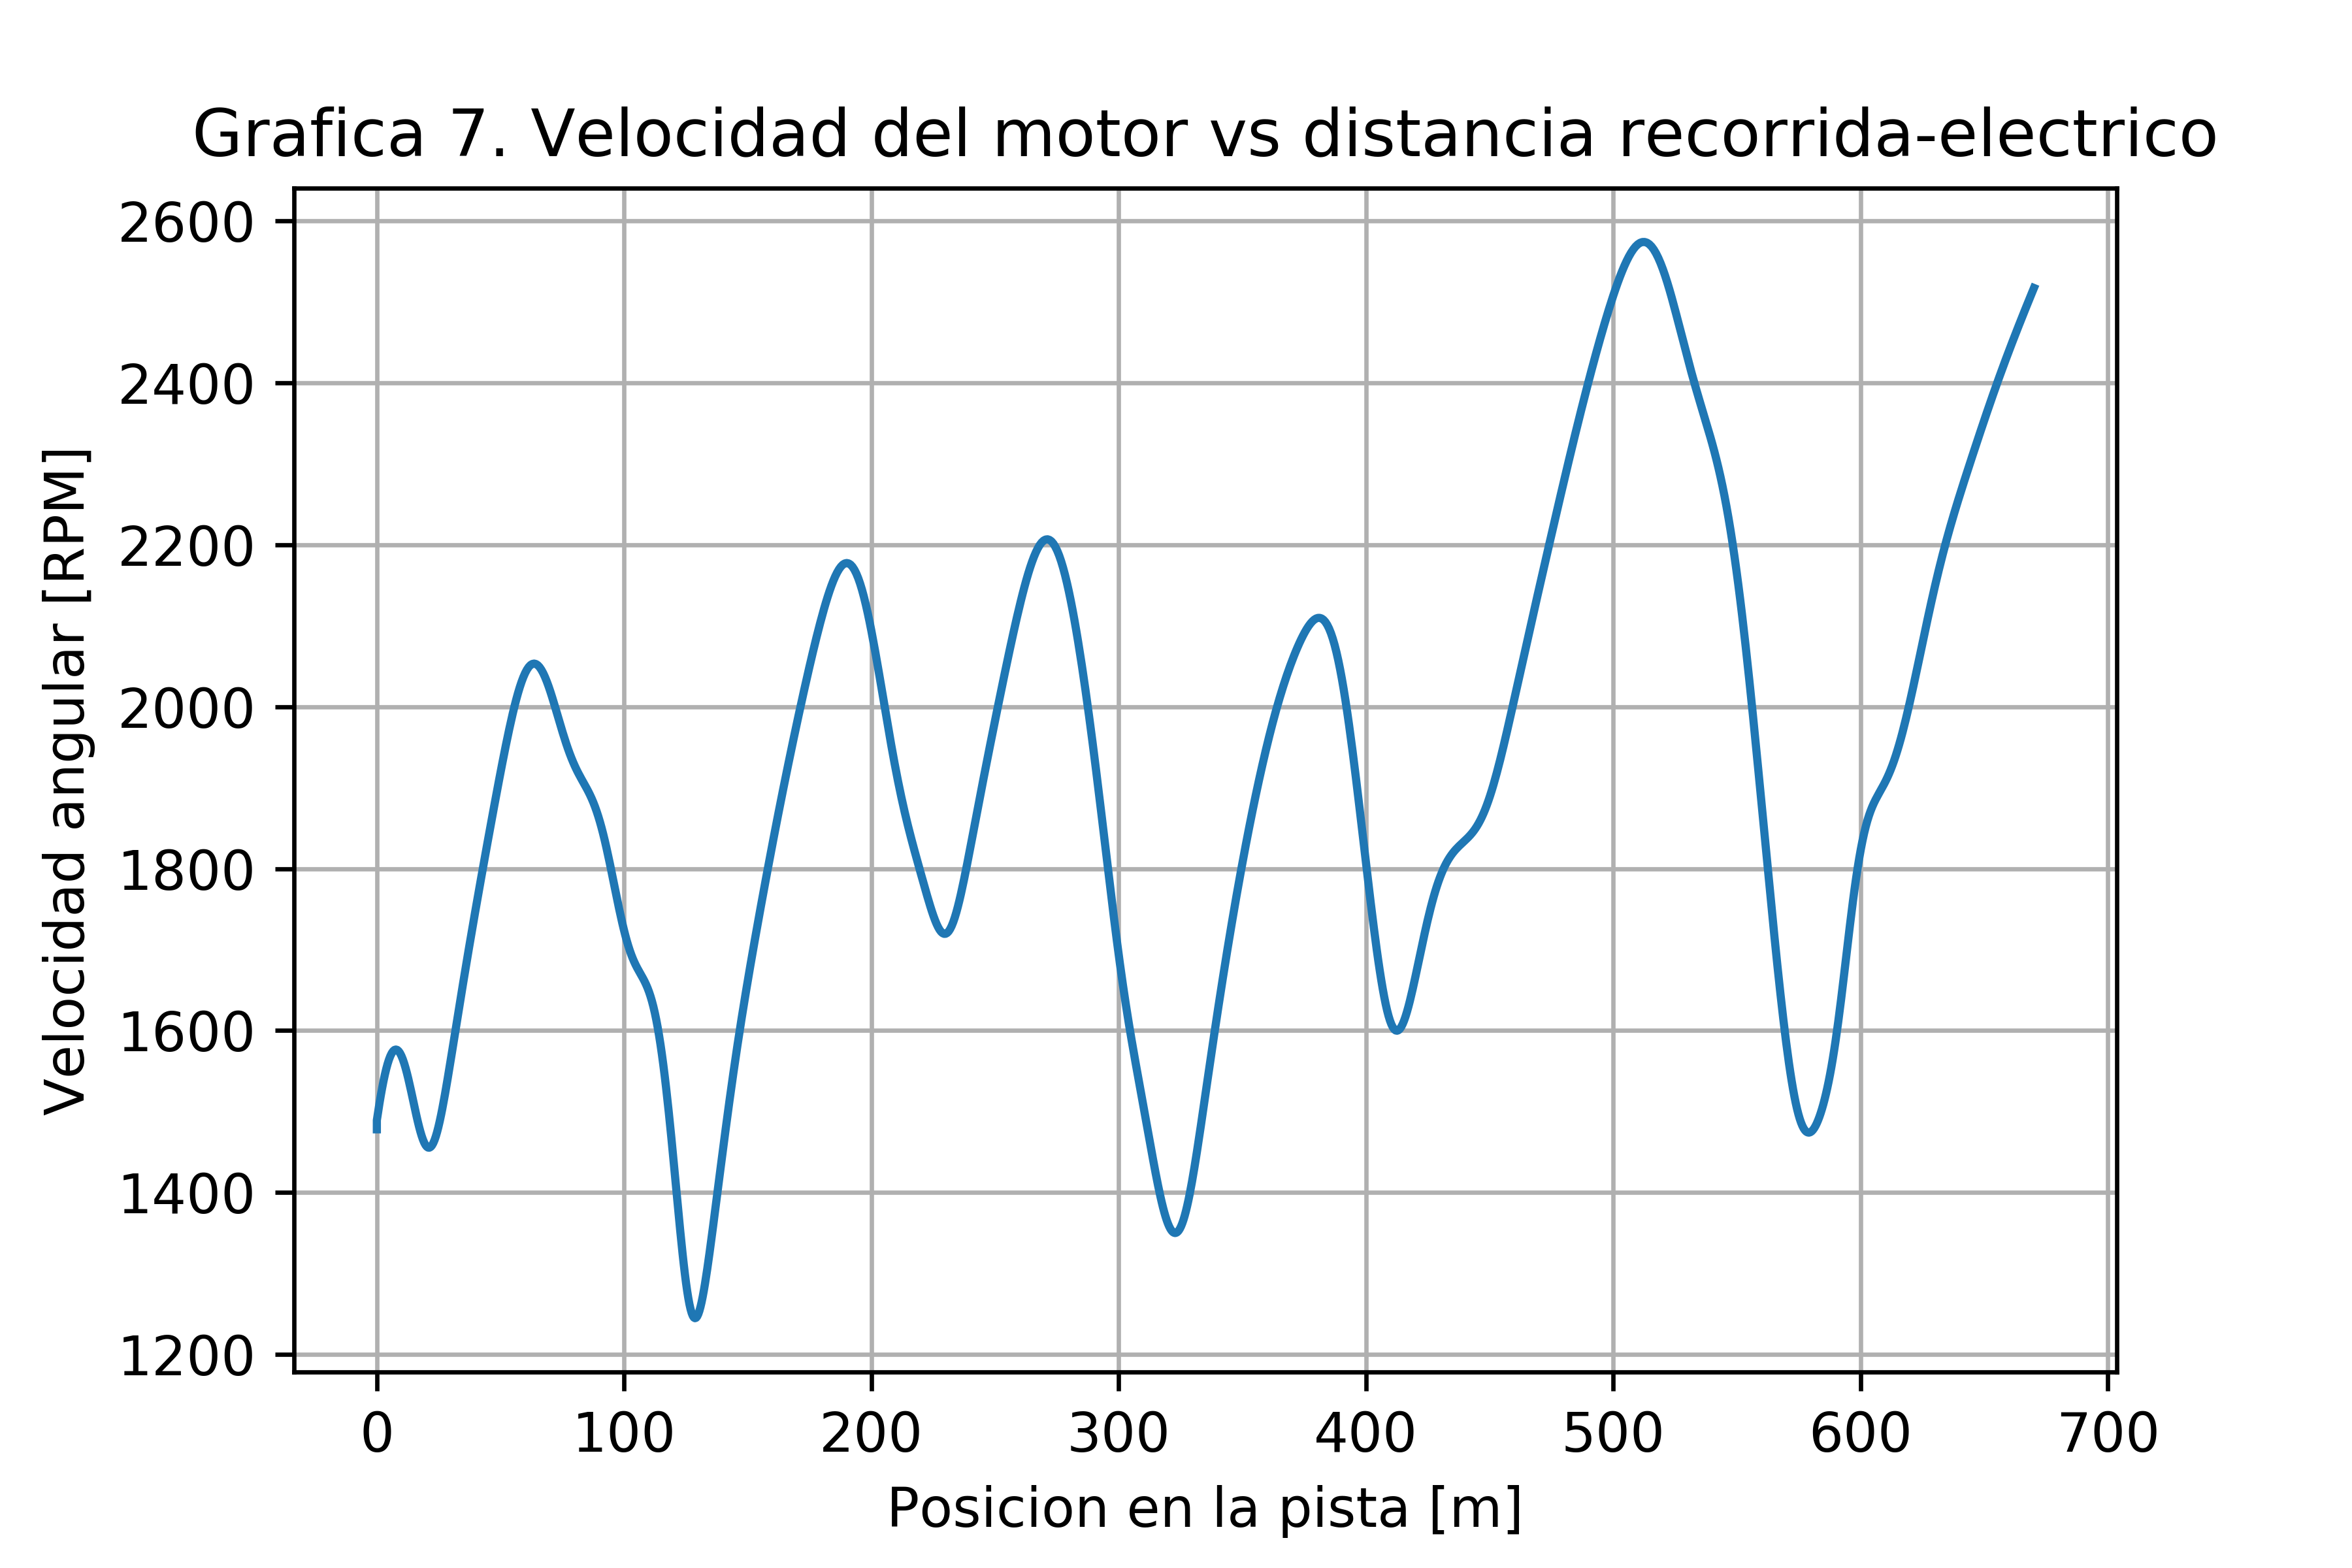 Grafica 7. Velocidad del motor vs distancia recorrida-electrico
2600
2400
2200
2000
1800
1600
1400
1200
Velocidad angular [RPM]
0 100 200 300 400 500 600 700
Posicion en la pista [m]